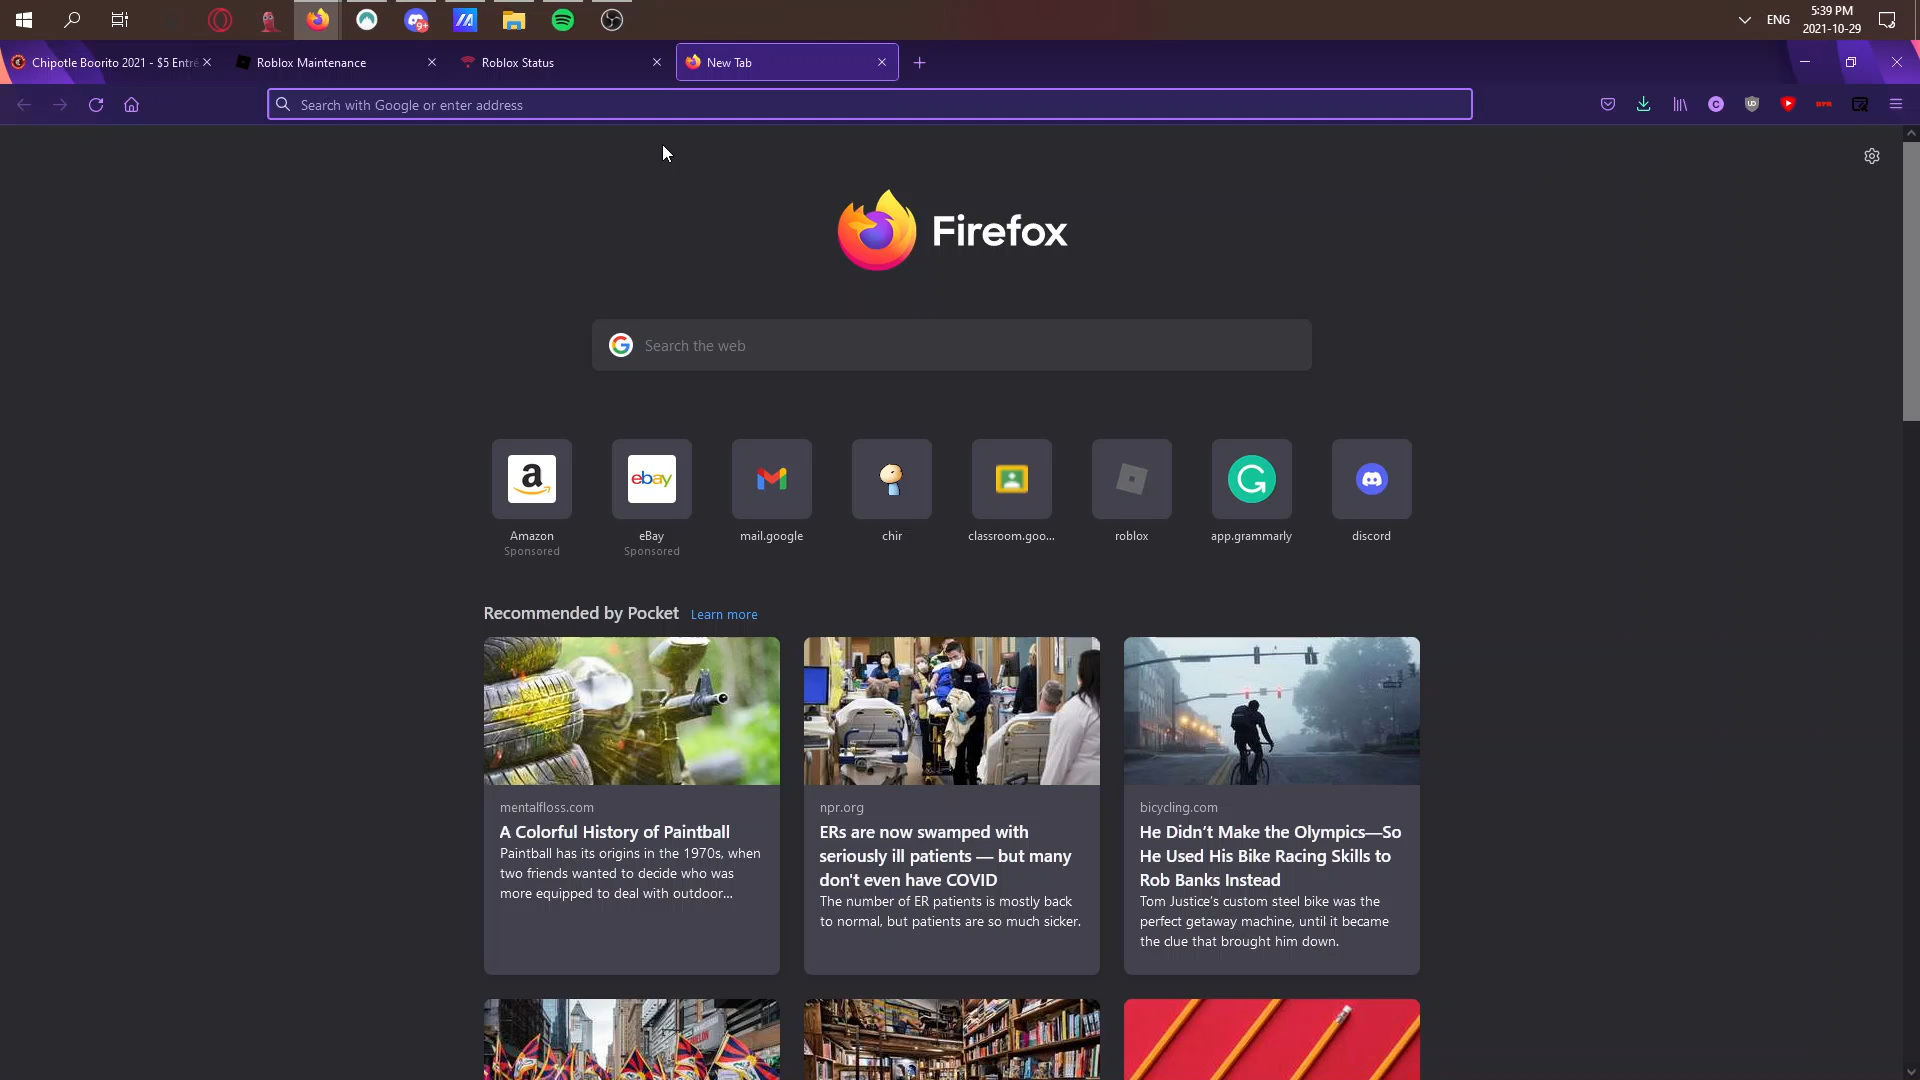 9+
ENG
5:39 PM
2021-10-29
Chipotle Boorito 2021 - $5 Entré
Roblox Maintenance
Roblox Status
New Tab
Search with Google or enter address
Firefox
Search the web
a
ebay
Amazon
Sponsored
eBay
Sponsored
mail.google
chir
classroom.goo...
roblox
app.grammarly
discord
Recommended by Pocket
Learn more
mentalfloss.com
A Colorful History of Paintball
Paintball has its origins in the 1970s, when
two friends wanted to decide who was
more equipped to deal with outdoor...
npr.org
ERs are now swamped with
seriously ill patients — but many
don't even have COVID
The number of ER patients is mostly back
to normal, but patients are so much sicker.
bicycling.com
He Didn’t Make the Olympics—So
He Used His Bike Racing Skills to
Rob Banks Instead
Tom Justice's custom steel bike was the
perfect getaway machine, until it became
the clue that brought him down.